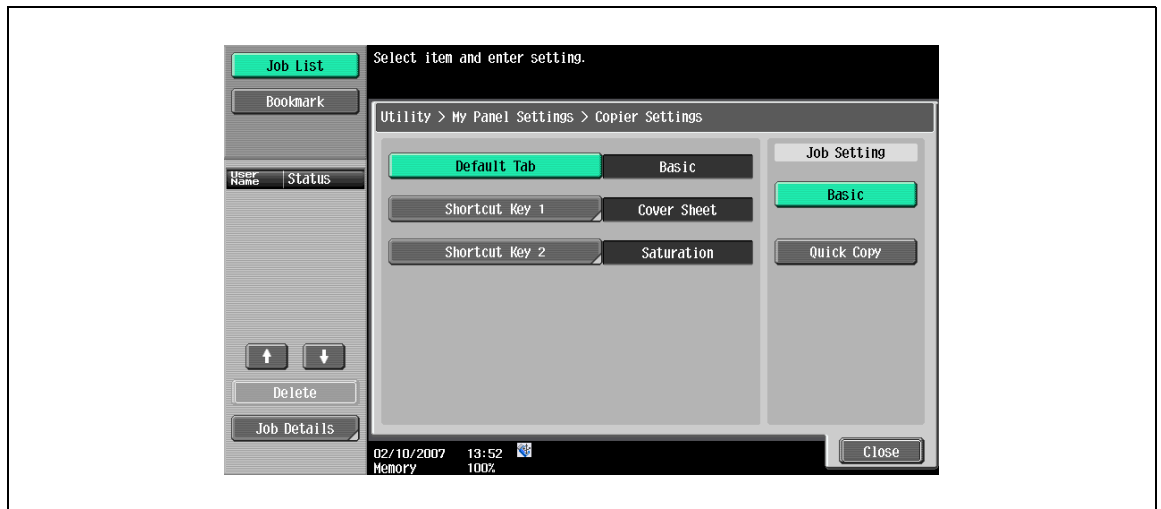 Job List
Bookmark
User Name Status
Delete
Job Details
Select item and enter setting.
Utility > My Panel Settings > Copier Settings
Default Tab Basic
Shortcut Key 1 Cover Sheet
Shortcut Key 2 Saturation
Job Setting
Basic
Quick Copy
02/10/2007 13:52
Memory 100%
Close